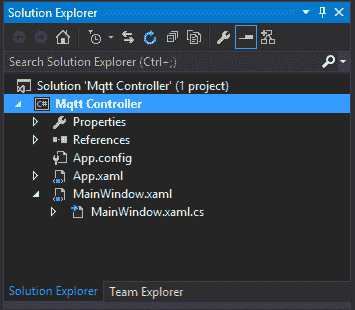 Solution Explorer
Search Solution Explorer (Ctrl+;)
Solution 'Mqtt Controller' (1 project)
C# Mqtt Controller
Properties
References
App.config
App.xaml
MainWindow.xaml
MainWindow.xaml.cs
Solution Explorer Team Explorer